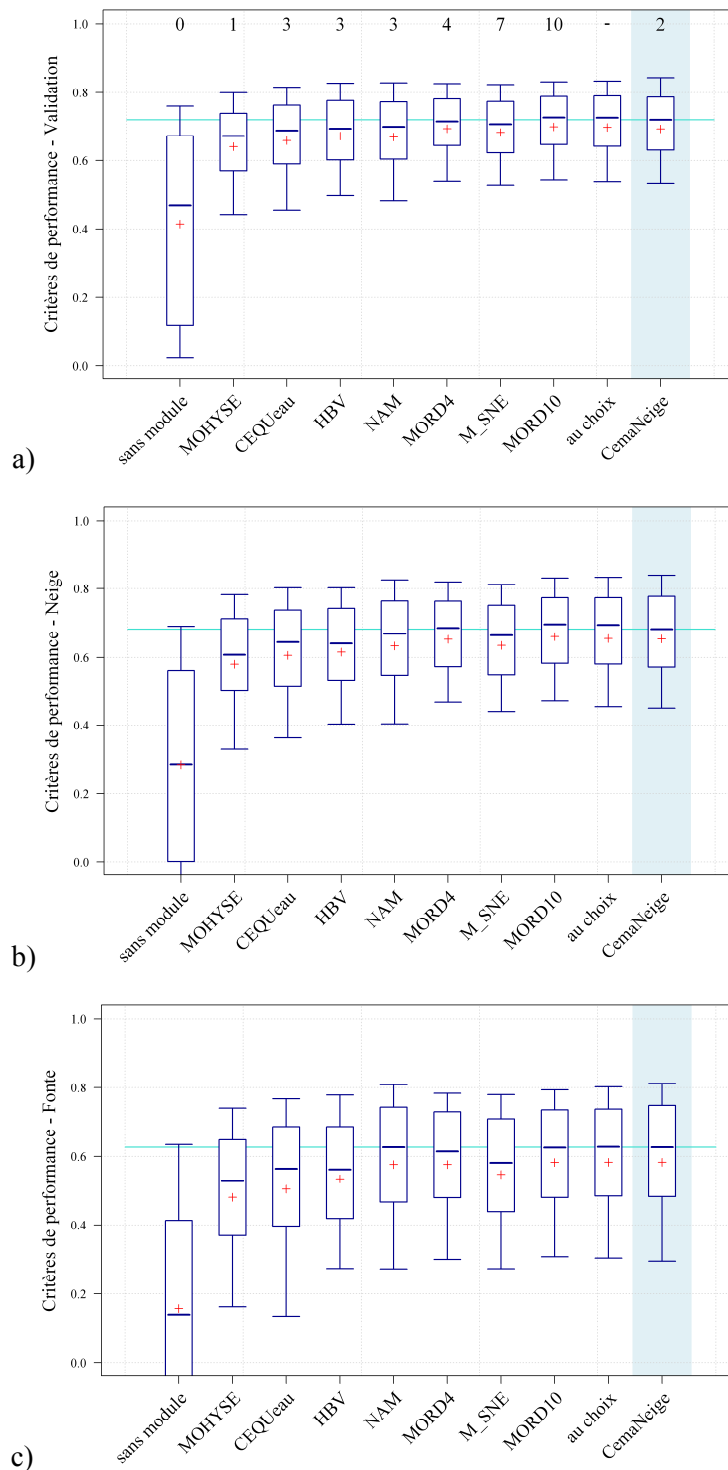 0 1 3 3 3 4 7 10 - 2
Critères de performance - Validation
1.0
0.8
0.6
0.4
0.2
0.0
sans module
MOHYSE
CEQUeau
HBV
NAM
MORD4
M_SNE
MORD10
au choix
CemaNeige
a)
Critères de performance - Neige
1.0
0.8
0.6
0.4
0.2
0.0
sans module
MOHYSE
CEQUeau
HBV
NAM
MORD4
M_SNE
MORD10
au choix
CemaNeige
b)
Critères de performance - Fonte
1.0
0.8
0.6
0.4
0.2
0.0
sans module
MOHYSE
CEQUeau
HBV
NAM
MORD4
M_SNE
MORD10
au choix
CemaNeige
c)